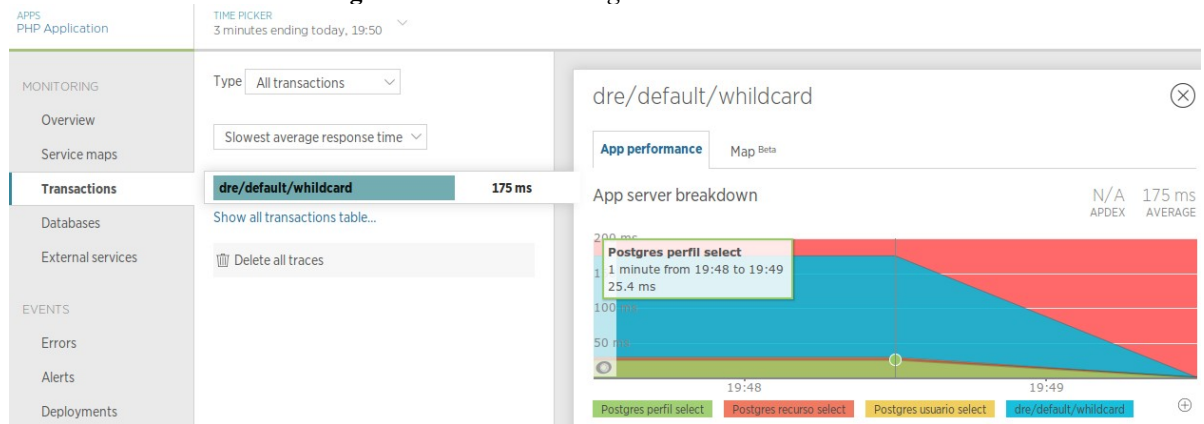 APPS
PHP Application
TIME PICKER
3 minutes ending today, 19:50
MONITORING
Overview
Service maps
Transactions
Databases
External services
EVENTS
Errors
Alerts
Deployments
Type All transactions
Slowest average response time
dre/default/whildcard 175 ms
Show all transactions table...
Delete all traces
dre/default/whildcard
App performance Map Beta
App server breakdown
N/A 175 ms
APDEX AVERAGE
200 ms
Postgres perfil select
1 minute from 19:48 to 19:49
25.4 ms
100 ms
50 ms
19:48 19:49
Postgres perfil select Postgres recurso select Postgres usuario select dre/default/whildcard